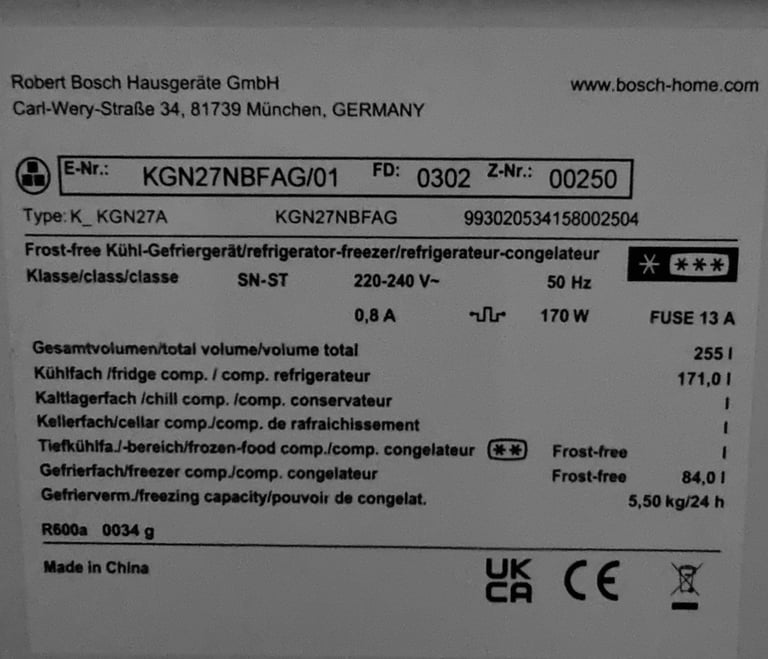 Robert Bosch Hausgeräte GmbH www.bosch-home.com
Carl-Wery-Straße 34, 81739 München, GERMANY
E-Nr.: KGN27NBFAG/01 FD: 0302 Z-Nr.: 00250
Type: K_ KGN27A KGN27NBFAG 993020534158002504
Frost-free Kühl-Gefriergerät/refrigerator-freezer/refrigerateur-congelateur
Klasse/class/classe SN-ST 220-240 V~ 50 Hz
0,8 A 170 W FUSE 13 A
Gesamtvolumen/total volume/volume total 255 l
Kühlfach /fridge comp. / comp. refrigerateur 171,0 l
Kaltlagerfach /chill comp. /comp. conservateur l
Kellerfach/cellar comp./comp. de rafraichissement l
Tiefkühlfa./-bereich/frozen-food comp./comp. congelateur Frost-free l
Gefrierfach/freezer comp./comp. congelateur Frost-free 84,0 l
Gefrierverm./freezing capacity/pouvoir de congelat. 5,50 kg/24 h
R600a 0034 g
Made in China
UK
CA CE